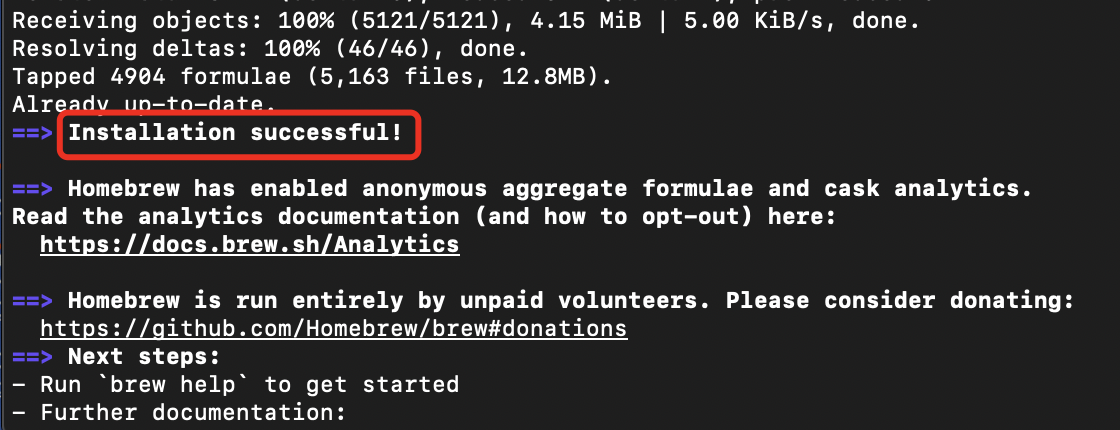 Receiving objects: 100% (5121/5121), 4.15 MiB | 5.00 KiB/s, done.
Resolving deltas: 100% (46/46), done.
Tapped 4904 formulae (5,163 files, 12.8MB).
Already up-to-date.
==> Installation successful!
==> Homebrew has enabled anonymous aggregate formulae and cask analytics.
Read the analytics documentation (and how to opt-out) here:
https://docs.brew.sh/Analytics
==> Homebrew is run entirely by unpaid volunteers. Please consider donating:
https://github.com/Homebrew/brew#donations
==> Next steps:
- Run `brew help` to get started
- Further documentation: